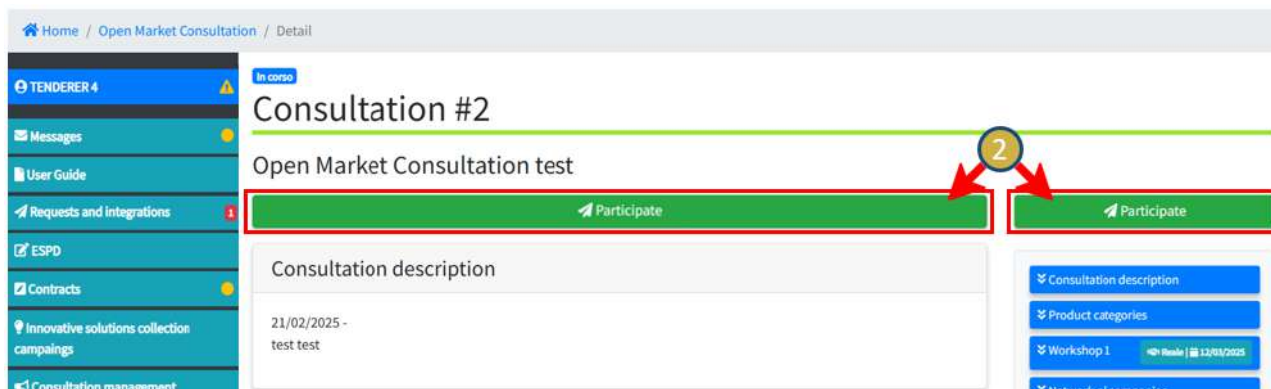 Home / Open Market Consultation / Detail
TENDERER 4
Messages
User Guide
Requests and integrations 1
ESPD
Contracts
Innovative solutions collection
campaings
Consultation management
In corso
Consultation #2
Open Market Consultation test
2
Participate
Consultation description
21/02/2025 -
test test
Participate
Consultation description
Product categories
Workshop 1 Reale | 12/03/2025